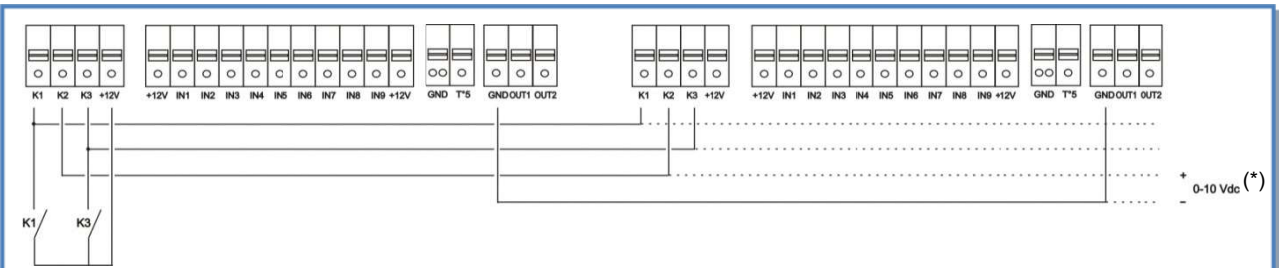 K1 K2 K3 +12V +12V IN1 IN2 IN3 IN4 IN5 IN6 IN7 IN8 IN9 +12V GND T*5 GND OUT1 OUT2 K1 K2 K3 +12V +12V IN1 IN2 IN3 IN4 IN5 IN6 IN7 IN8 IN9 +12V GND T*5 GND OUT1 OUT2
+
0-10 Vdc (*)
–
K1 K3